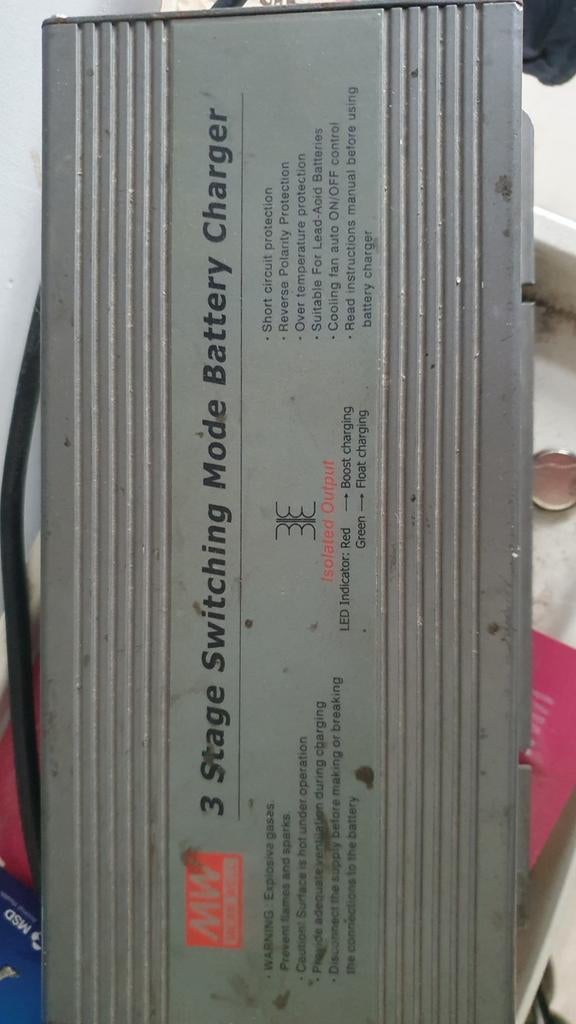 3 Stage Switching Mode Battery Charger
MW
MEAN WELL
· WARNING: Explosive gases.
Prevent flames and sparks.
· Caution! Surface is hot under operation
· Provide adequate ventilation during charging
· Disconnect the supply before making or breaking
the connections to the battery
Isolated Output
LED Indicator: Red → Boost charging
Green → Float charging
· Short circuit protection
· Reverse Polarity Protection
· Over temperature protection
· Suitable For Lead-Acid Batteries
· Cooling fan auto ON/OFF control
· Read instructions manual before using
battery charger
MSD